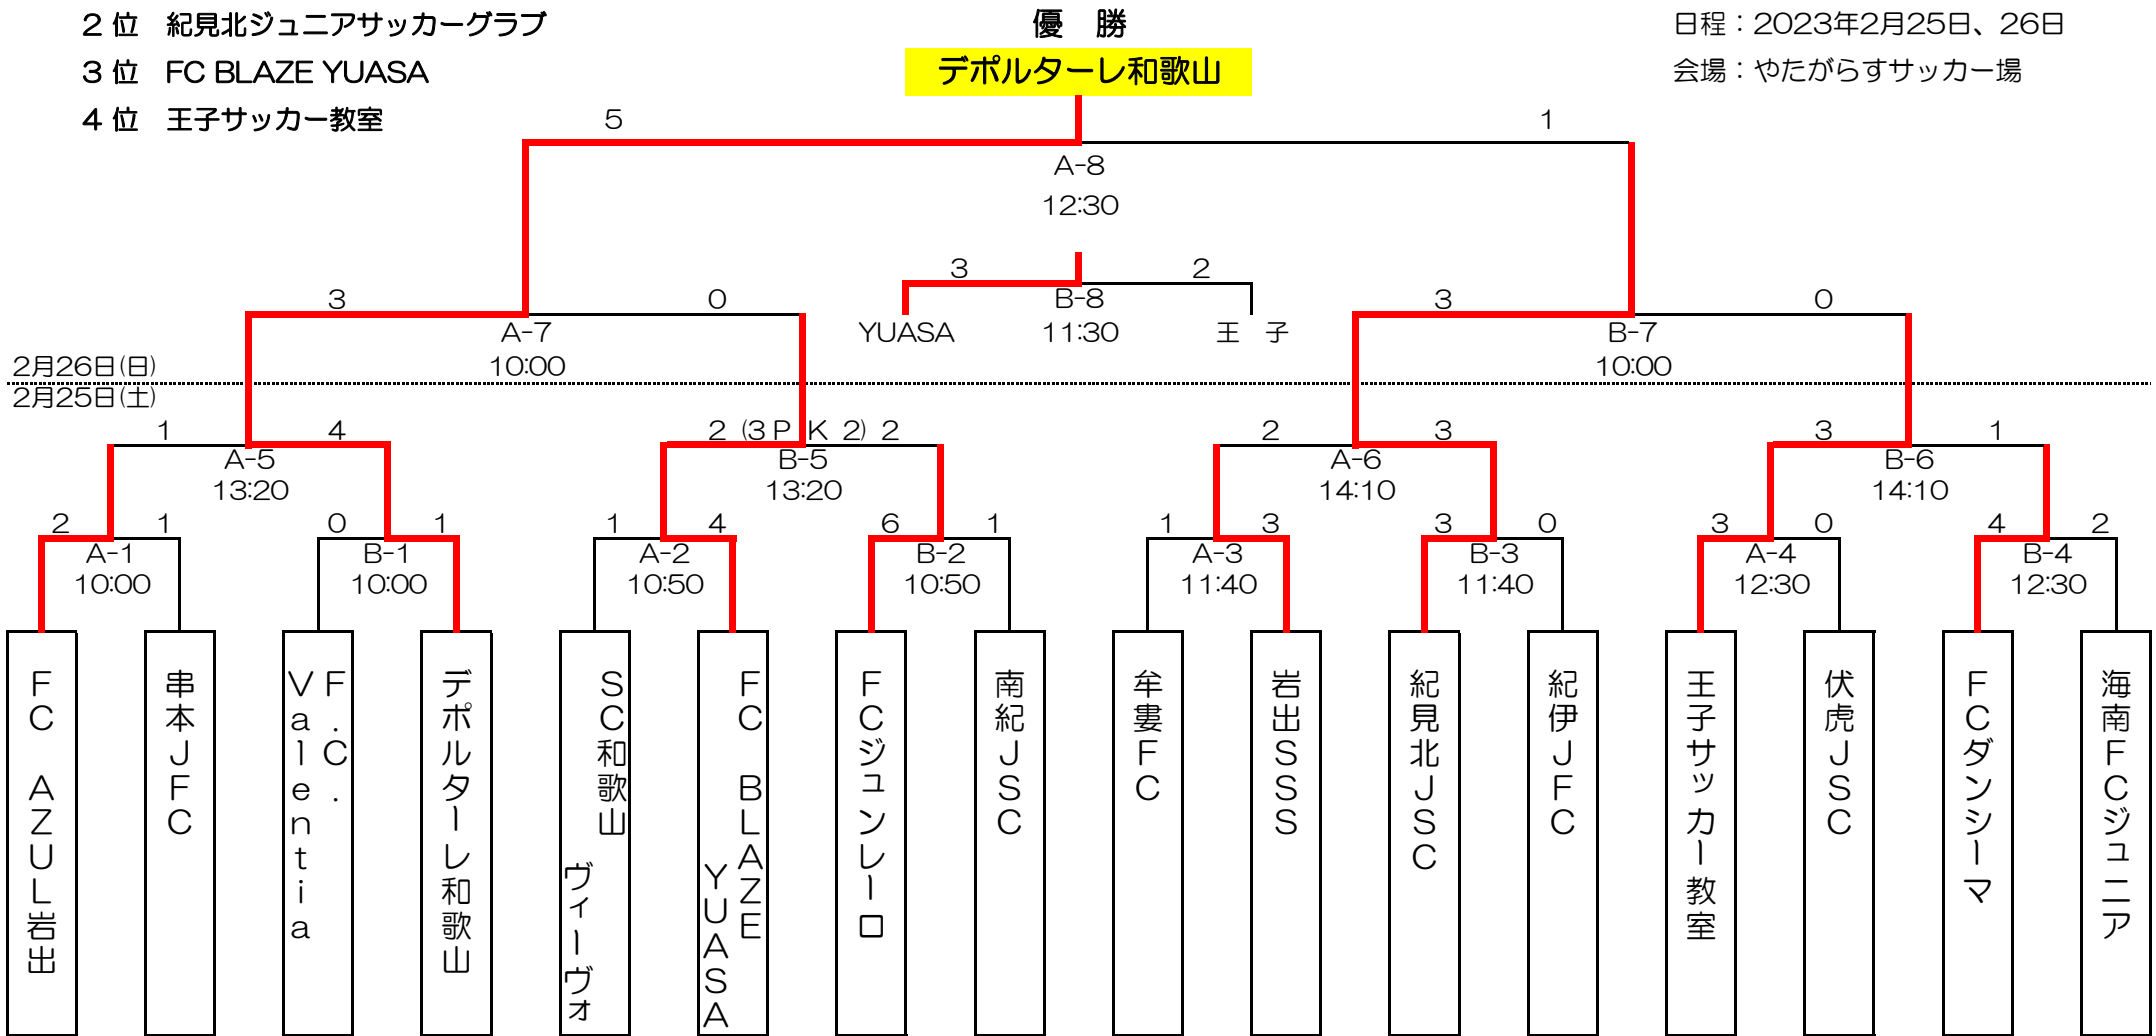 2 位　紀見北ジュニアサッカーグラブ
3 位　FC BLAZE YUASA
4 位　王子サッカー教室
優　勝
デポルターレ和歌山
日程：2023年2月25日、26日
会場：やたがらすサッカー場
5
1
A-8
12:30
3
2
B-8
YUASA
11:30
王　子
3
0
A-7
10:00
3
0
B-7
10:00
2月26日(日)
2月25日(土)
1
4
A-5
13:20
2 (3 P K 2) 2
B-5
13:20
2
3
A-6
14:10
3
1
B-6
14:10
2
1
A-1
10:00
0
1
B-1
10:00
1
4
A-2
10:50
6
1
B-2
10:50
1
3
A-3
11:40
3
0
B-3
11:40
3
0
A-4
12:30
4
2
B-4
12:30
FC　AZUL岩出
串本JFC
F.C.
Valentia
デポルターレ和歌山
SC和歌山
ヴィーヴォ
FC　BLAZE
YUASA
FCジュンレーロ
南紀JSC
牟婁FC
岩出SSS
紀見北JSC
紀伊JFC
王子サッカー教室
伏虎JSC
FCダンシーマ
海南FCジュニア